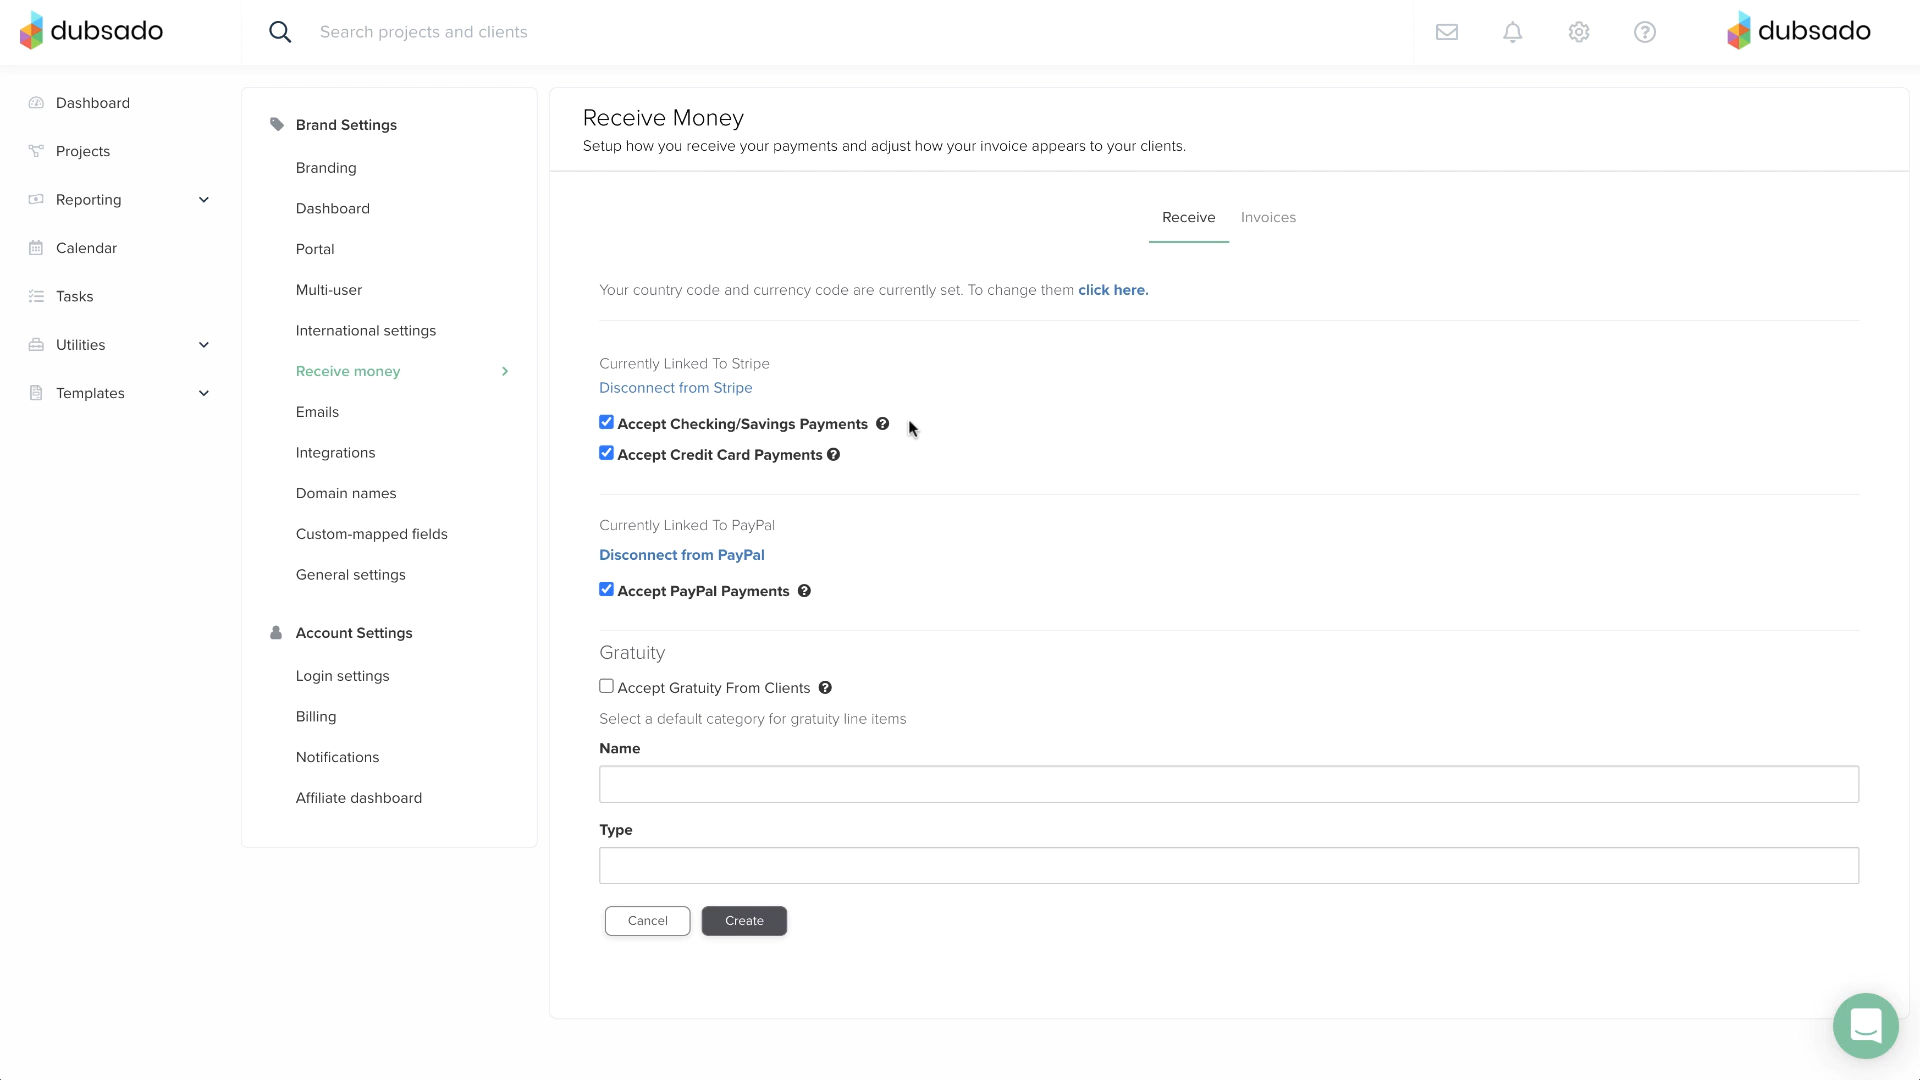 dubsado
Search projects and clients
dubsado
Dashboard
Projects
Reporting
Calendar
Tasks
Utilities
Templates
Brand Settings
Branding
Dashboard
Portal
Multi-user
International settings
Receive money
Emails
Integrations
Domain names
Custom-mapped fields
General settings
Account Settings
Login settings
Billing
Notifications
Affiliate dashboard
Receive Money
Setup how you receive your payments and adjust how your invoice appears to your clients.
Receive Invoices
Your country code and currency code are currently set. To change them click here.
Currently Linked To Stripe
Disconnect from Stripe
Accept Checking/Savings Payments ?
Accept Credit Card Payments ?
Currently Linked To PayPal
Disconnect from PayPal
Accept PayPal Payments ?
Gratuity
Accept Gratuity From Clients ?
Select a default category for gratuity line items
Name
Type
Cancel Create